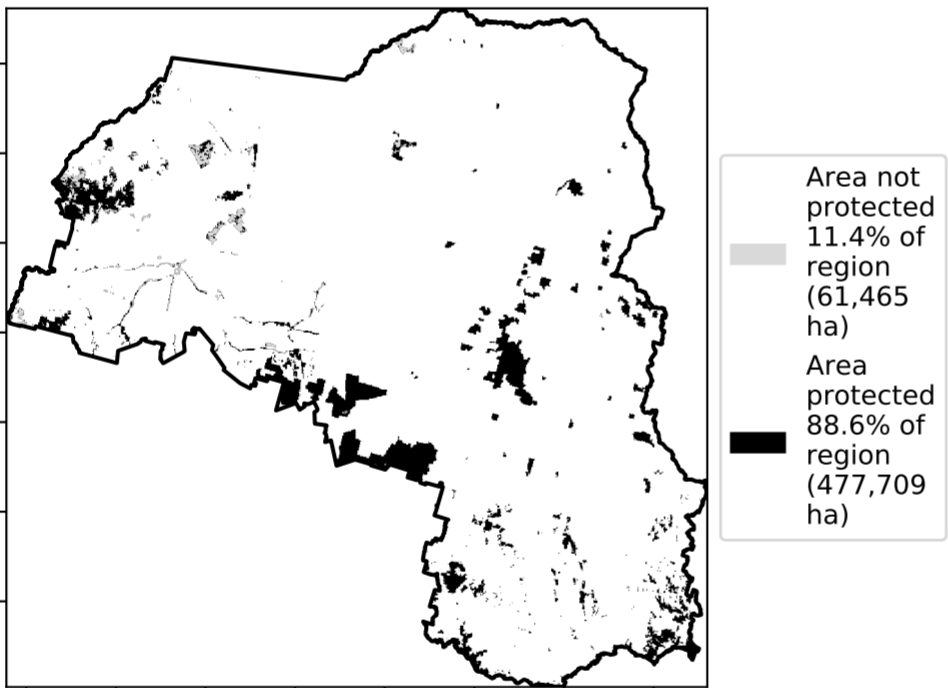 Area not
protected
11.4% of
region
(61,465
ha)
Area
protected
88.6% of
region
(477,709
ha)